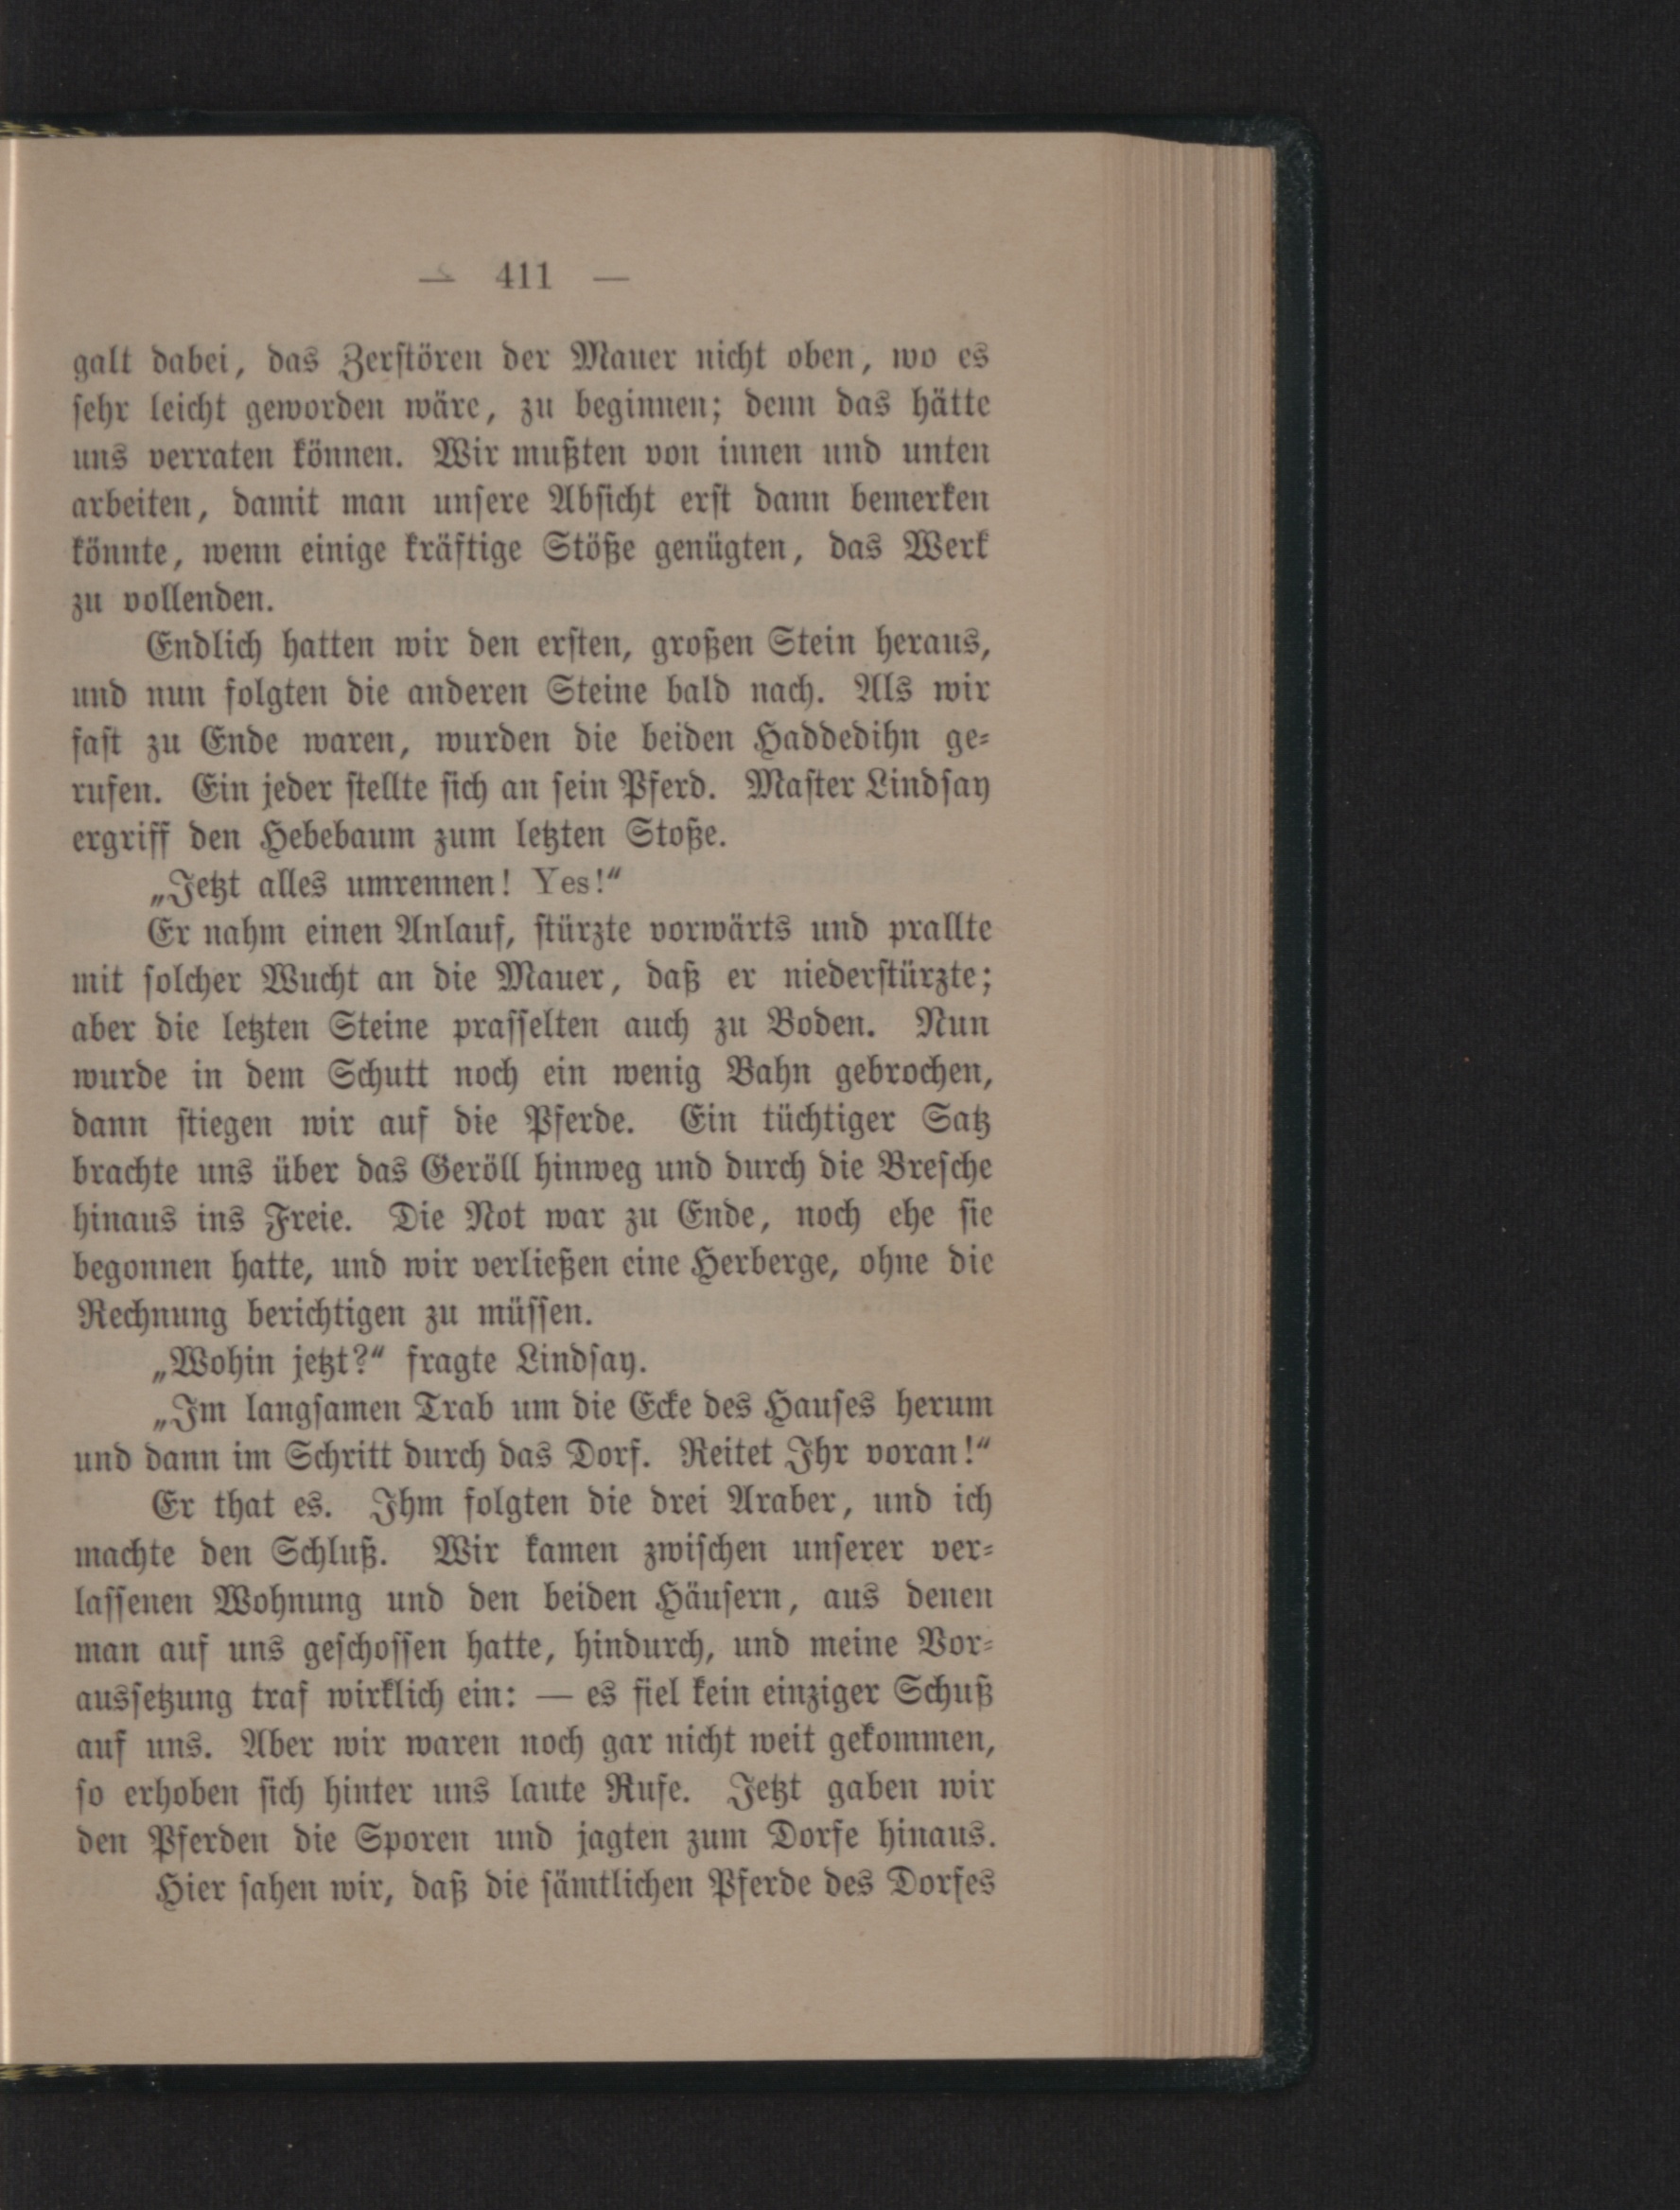 — 411 —
galt dabei, das Zerstören der Mauer nicht oben, wo es
sehr leicht geworden wäre, zu beginnen; denn das hätte
uns verraten können. Wir mußten von innen und unten
arbeiten, damit man unsere Absicht erst dann bemerken
könnte, wenn einige kräftige Stöße genügten, das Werk
zu vollenden.
Endlich hatten wir den ersten, großen Stein heraus,
und nun folgten die anderen Steine bald nach. Als wir
fast zu Ende waren, wurden die beiden Haddedihn ge-
rufen. Ein jeder stellte sich an sein Pferd. Master Lindsay
ergriff den Hebebaum zum letzten Stoße.
„Jetzt alles umrennen! Yes!“
Er nahm einen Anlauf, stürzte vorwärts und prallte
mit solcher Wucht an die Mauer, daß er niederstürzte;
aber die letzten Steine prasselten auch zu Boden. Nun
wurde in dem Schutt noch ein wenig Bahn gebrochen,
dann stiegen wir auf die Pferde. Ein tüchtiger Satz
brachte uns über das Geröll hinweg und durch die Bresche
hinaus ins Freie. Die Not war zu Ende, noch ehe sie
begonnen hatte, und wir verließen eine Herberge, ohne die
Rechnung berichtigen zu müssen.
„Wohin jetzt?“ fragte Lindsay.
„Im langsamen Trab um die Ecke des Hauses herum
und dann im Schritt durch das Dorf. Reitet Ihr voran!“
Er that es. Ihm folgten die drei Araber, und ich
machte den Schluß. Wir kamen zwischen unserer ver-
lassenen Wohnung und den beiden Häusern, aus denen
man auf uns geschossen hatte, hindurch, und meine Vor-
aussetzung traf wirklich ein: — es fiel kein einziger Schuß
auf uns. Aber wir waren noch gar nicht weit gekommen,
so erhoben sich hinter uns laute Rufe. Jetzt gaben wir
den Pferden die Sporen und jagten zum Dorfe hinaus.
Hier sahen wir, daß die sämtlichen Pferde des Dorfes